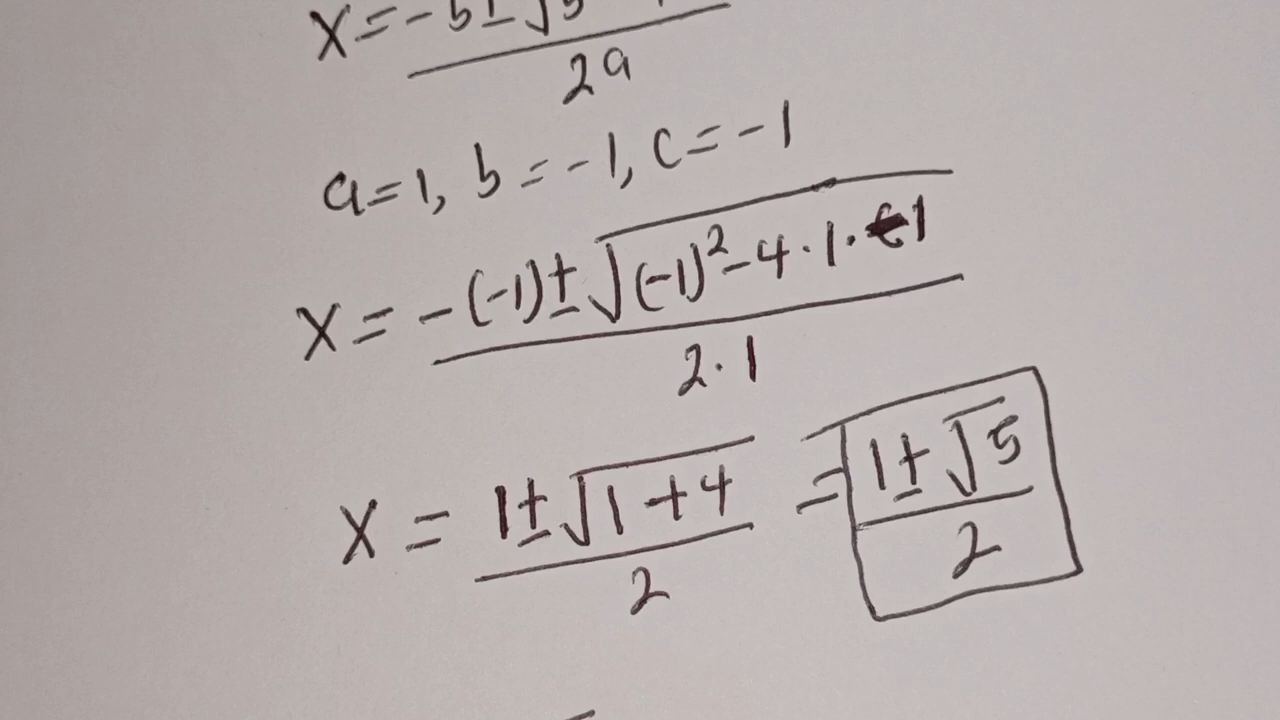 x = -b ± √b
2a
a=1, b=-1, c=-1
x = -(-1) ± √(-1)² - 4·1·-1
2·1
x = 1 ± √1+4 = 1 ± √5
2 2